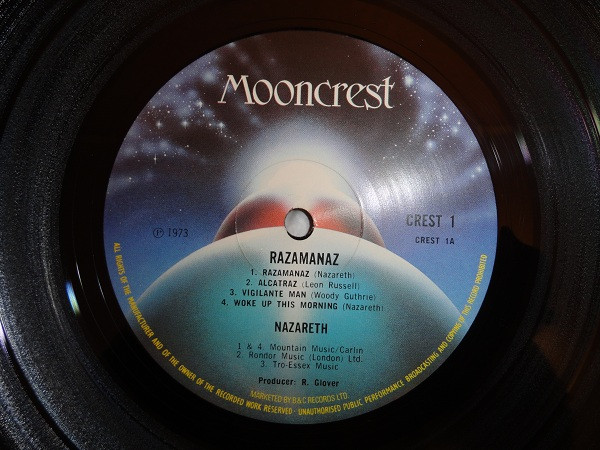 Mooncrest
℗ 1973
CREST 1
CREST 1A
RAZAMANAZ
1. RAZAMANAZ (Nazareth)
2. ALCATRAZ (Leon Russell)
3. VIGILANTE MAN (Woody Guthrie)
4. WOKE UP THIS MORNING (Nazareth)
NAZARETH
1 & 4. Mountain Music/Carlin
2. Rondor Music (London) Ltd.
3. Tro-Essex Music
Producer: R. Glover
MARKETED BY B&C RECORDS LTD.
ALL RIGHTS OF THE MANUFACTURER AND OF THE OWNER OF THE RECORDED WORK RESERVED · UNAUTHORISED PUBLIC PERFORMANCE BROADCASTING AND COPYING OF THIS RECORD PROHIBITED